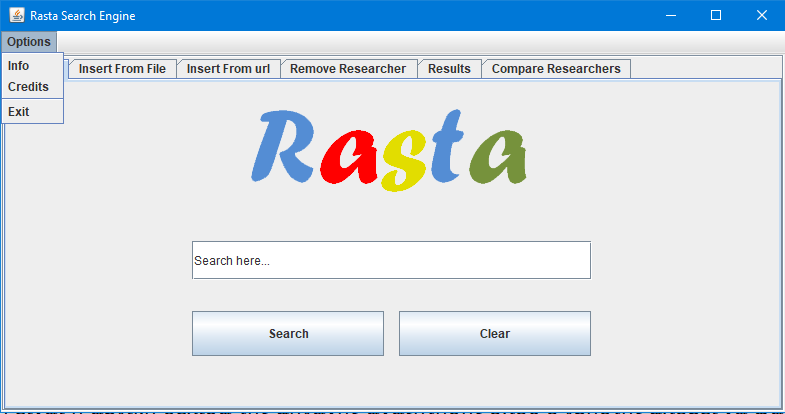 Rasta Search Engine
Options
Info
Credits
Exit
Insert From File
Insert From url
Remove Researcher
Results
Compare Researchers
Rasta
Search here...
Search
Clear